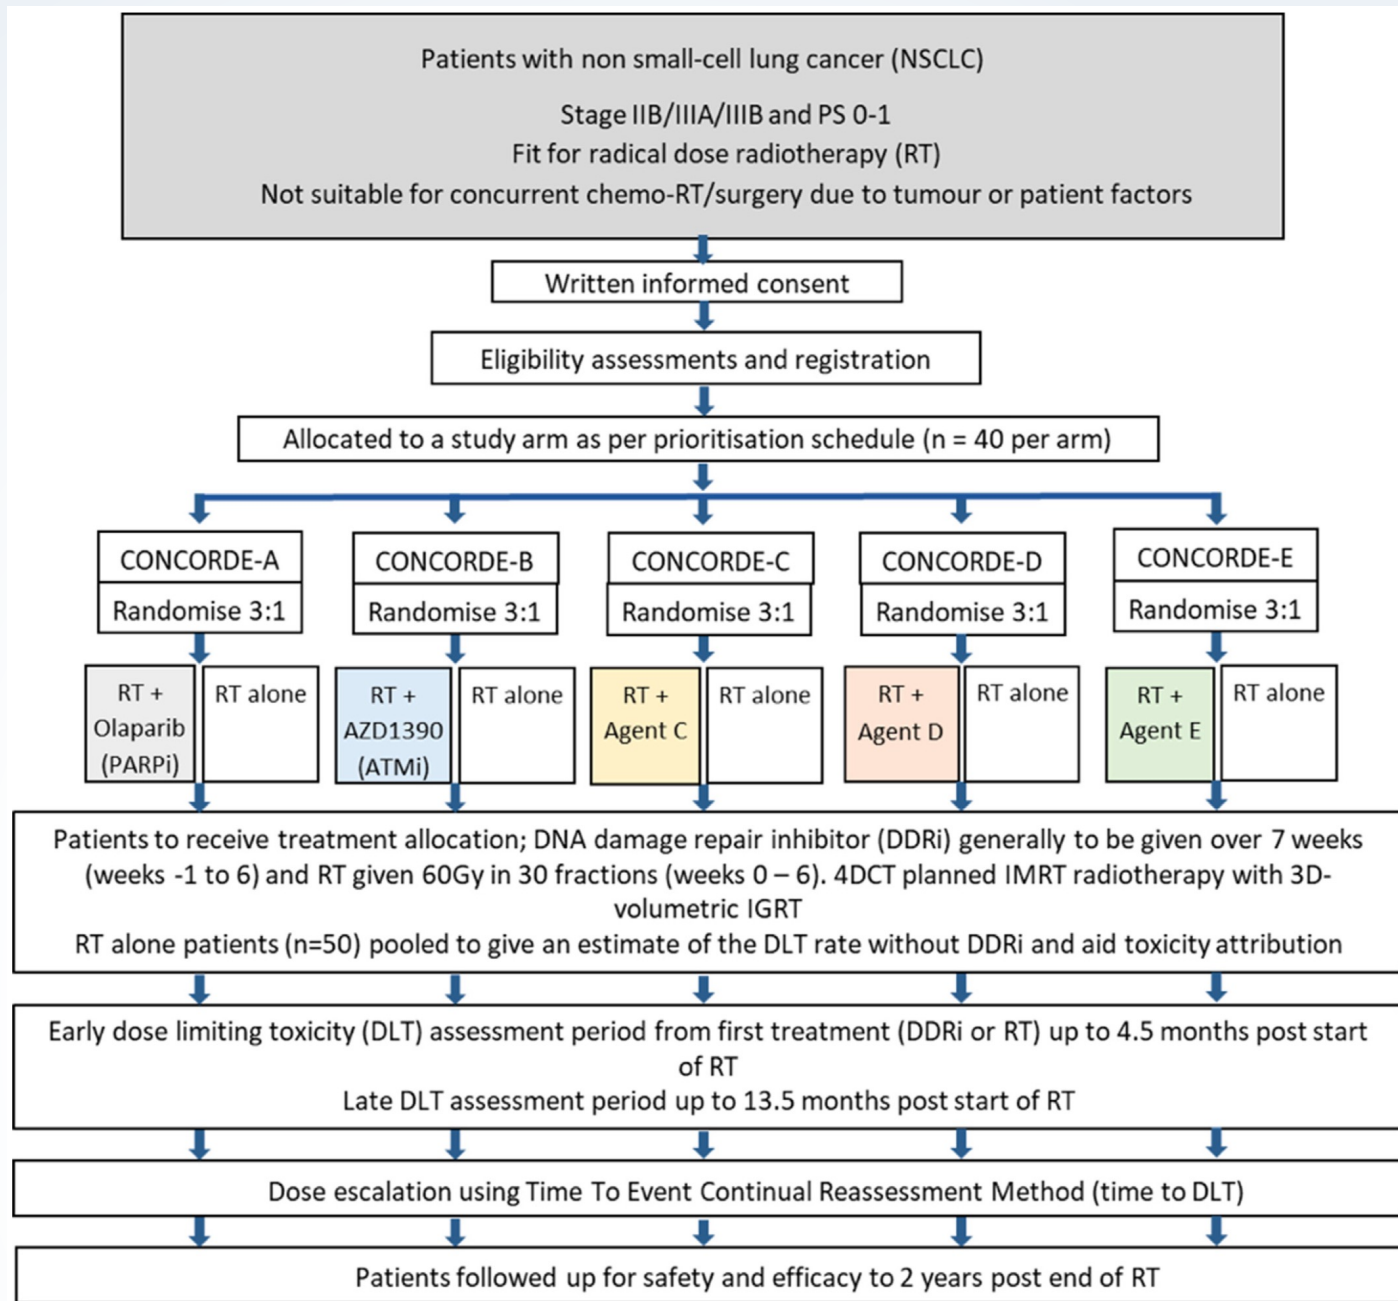 Patients with non small-cell lung cancer (NSCLC)
Stage IIB/IIIA/IIIB and PS 0-1
Fit for radical dose radiotherapy (RT)
Not suitable for concurrent chemo-RT/surgery due to tumour or patient factors
Written informed consent
Eligibility assessments and registration
Allocated to a study arm as per prioritisation schedule (n = 40 per arm)
CONCORDE-A
Randomise 3:1
CONCORDE-B
Randomise 3:1
CONCORDE-C
Randomise 3:1
CONCORDE-D
Randomise 3:1
CONCORDE-E
Randomise 3:1
RT +
Olaparib
(PARPi)
RT alone
RT +
AZD1390
(ATMi)
RT alone
RT +
Agent C
RT alone
RT +
Agent D
RT alone
RT +
Agent E
RT alone
Patients to receive treatment allocation; DNA damage repair inhibitor (DDRi) generally to be given over 7 weeks
(weeks -1 to 6) and RT given 60Gy in 30 fractions (weeks 0 – 6). 4DCT planned IMRT radiotherapy with 3D-
volumetric IGRT
RT alone patients (n=50) pooled to give an estimate of the DLT rate without DDRi and aid toxicity attribution
Early dose limiting toxicity (DLT) assessment period from first treatment (DDRi or RT) up to 4.5 months post start
of RT
Late DLT assessment period up to 13.5 months post start of RT
Dose escalation using Time To Event Continual Reassessment Method (time to DLT)
Patients followed up for safety and efficacy to 2 years post end of RT